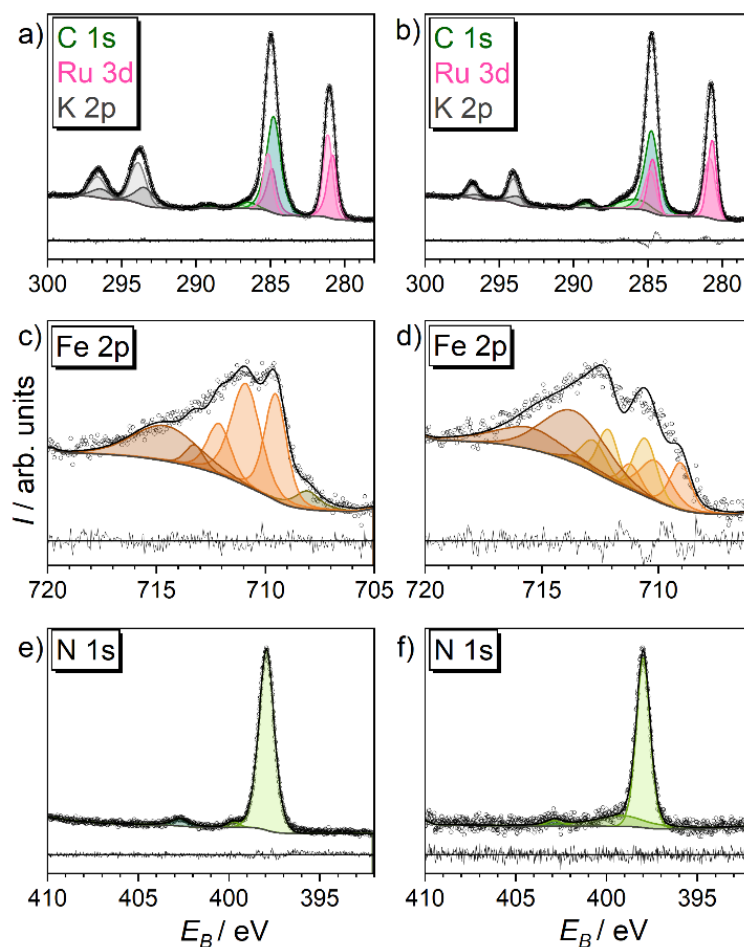 a)
C 1s
Ru 3d
K 2p
300 295 290 285 280
b)
C 1s
Ru 3d
K 2p
300 295 290 285 280
c) Fe 2p
720 715 710 705
d) Fe 2p
720 715 710
I / arb. units
e) N 1s
410 405 400 395
E_B / eV
f) N 1s
410 405 400 395
E_B / eV